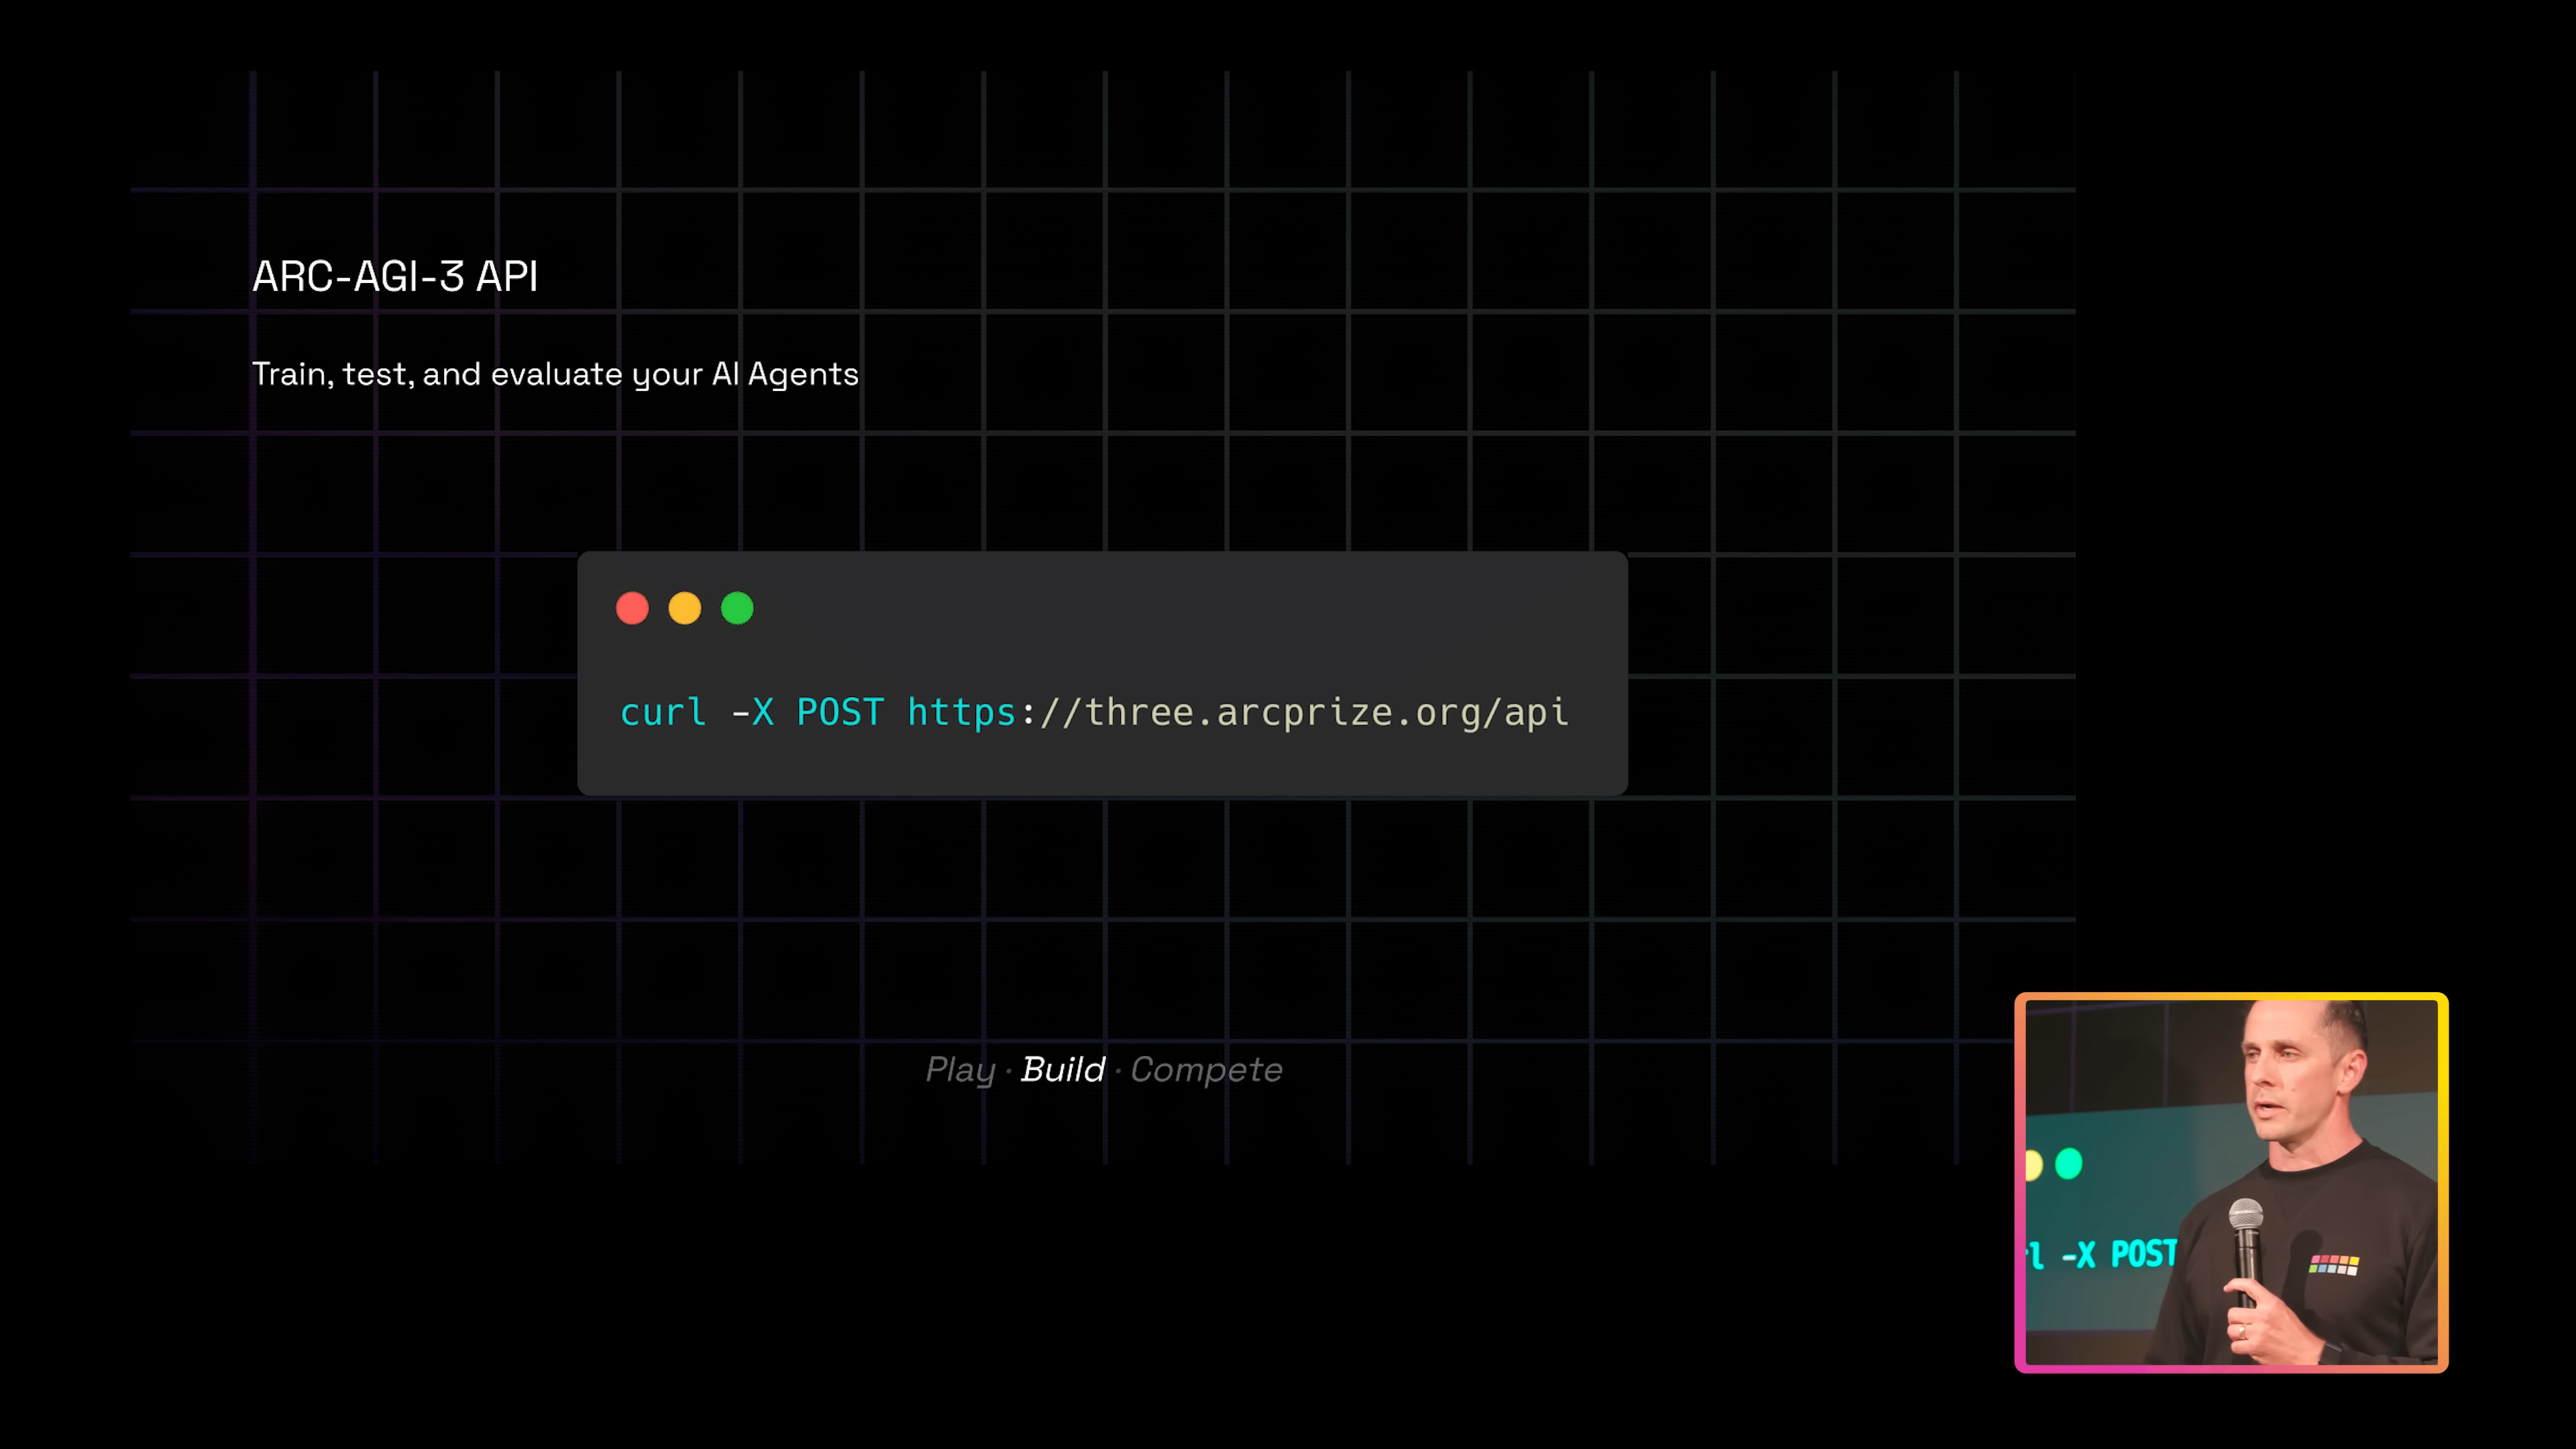 ARC-AGI-3 API
Train, test, and evaluate your AI Agents
curl -X POST https://three.arcprize.org/api
Play · Build · Compete
rl -X POST